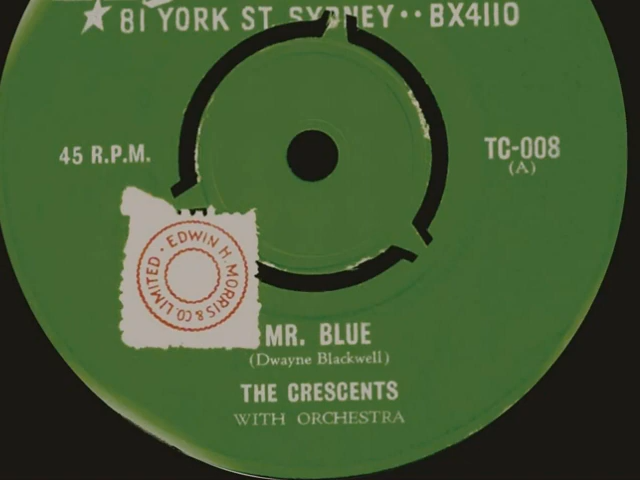 ★ 81 YORK ST. SYDNEY·· BX4110
45 R.P.M.
TC-008
(A)
· EDWIN H. MORRIS & CO LIMITED
MR. BLUE
(Dwayne Blackwell)
THE CRESCENTS
WITH ORCHESTRA